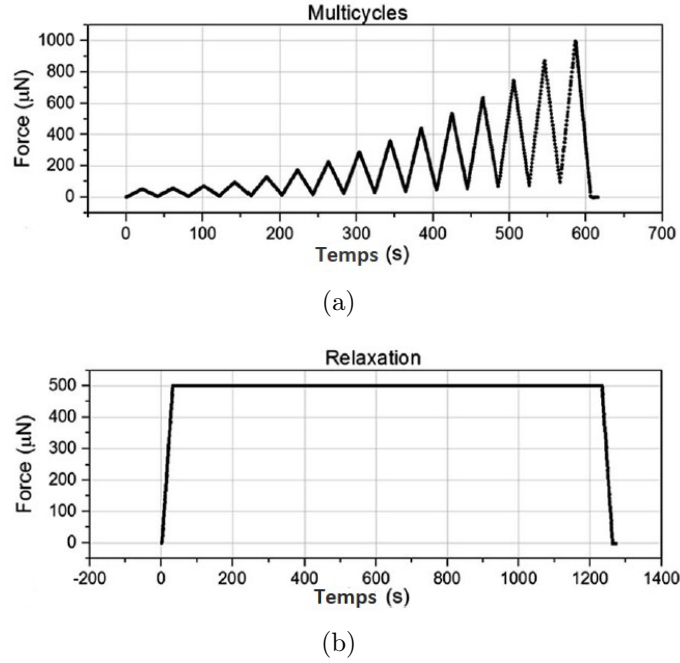 Multicycles
Force (µN)
1000
800
600
400
200
0
0 100 200 300 400 500 600 700
Temps (s)
(a)
Relaxation
Force (µN)
500
400
300
200
100
0
-200 0 200 400 600 800 1000 1200 1400
Temps (s)
(b)